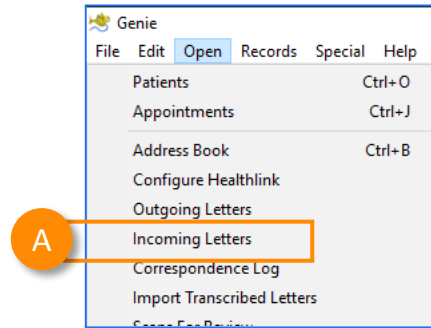 Genie
File Edit Open Records Special Help
Patients Ctrl+O
Appointments Ctrl+J
Address Book Ctrl+B
Configure Healthlink
Outgoing Letters
A Incoming Letters
Correspondence Log
Import Transcribed Letters